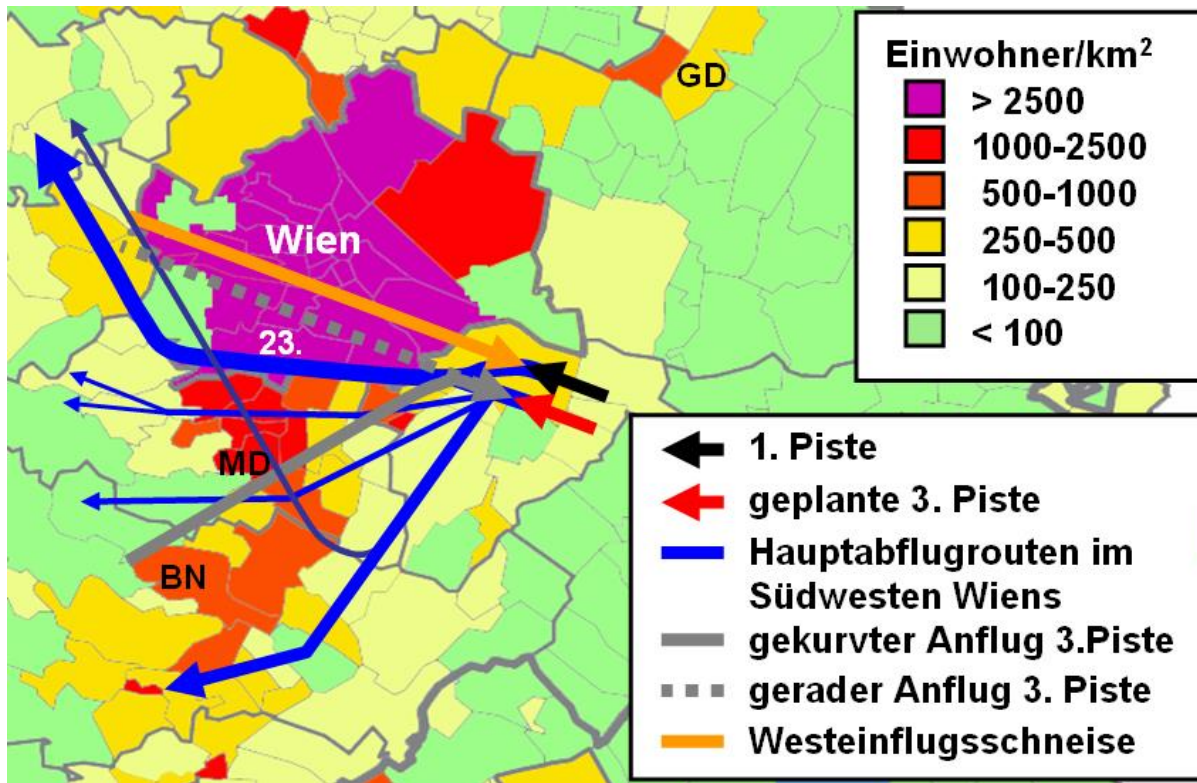 GD
Wien
23.
MD
BN
Einwohner/km²
> 2500
1000-2500
500-1000
250-500
100-250
< 100
1. Piste
geplante 3. Piste
Hauptabflugrouten im
Südwesten Wiens
gekurvter Anflug 3.Piste
gerader Anflug 3. Piste
Westeinflugsschneise